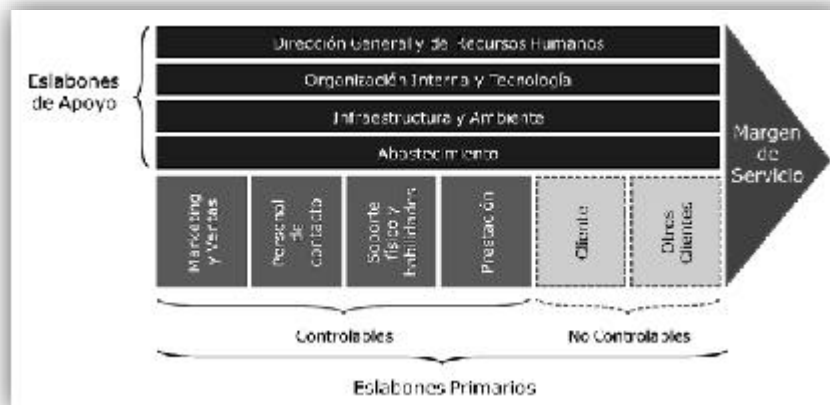 Dirección General y de Recursos Humanos
Eslabones
de Apoyo
Organización Interna y Tecnología
Infraestructura y Ambiente
Abastecimiento
Margen
de
Servicio
Marketing
y Ventas
Personal
de
contacto
Soporte
físico y
habilidades
Prestación
Cliente
Otros
Clientes
Controlables
No Controlables
Eslabones Primarios